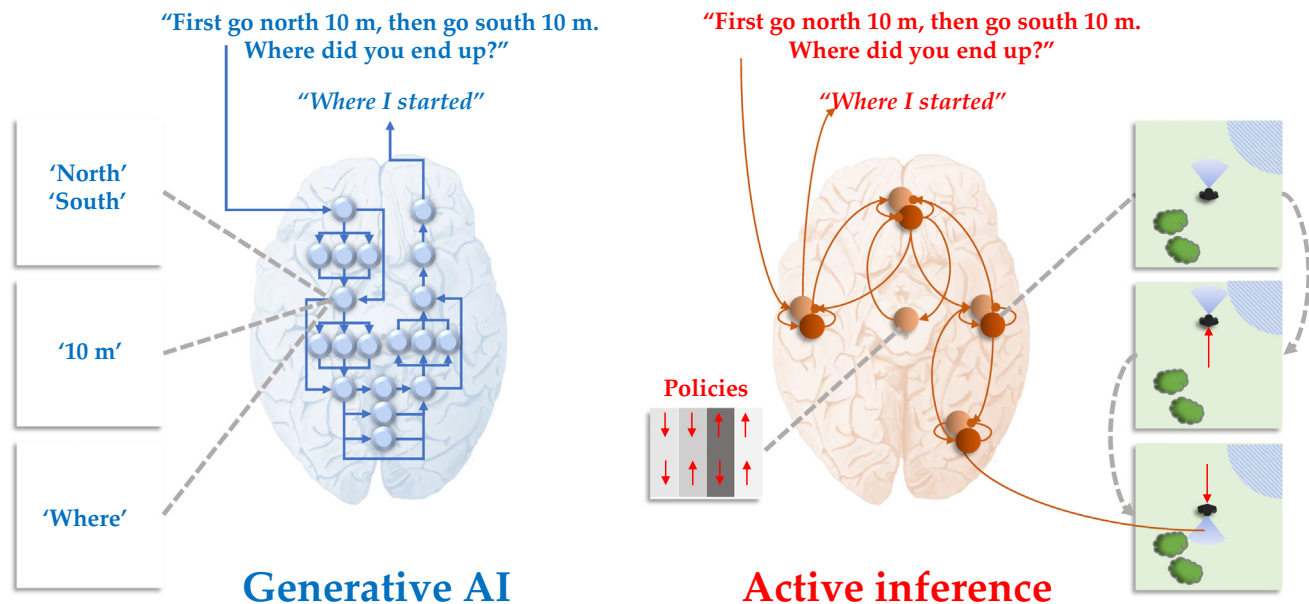 “First go north 10 m, then go south 10 m.
Where did you end up?”
“Where I started”
‘North’
‘South’
‘10 m’
‘Where’
Generative AI
“First go north 10 m, then go south 10 m.
Where did you end up?”
“Where I started”
Policies
Active inference